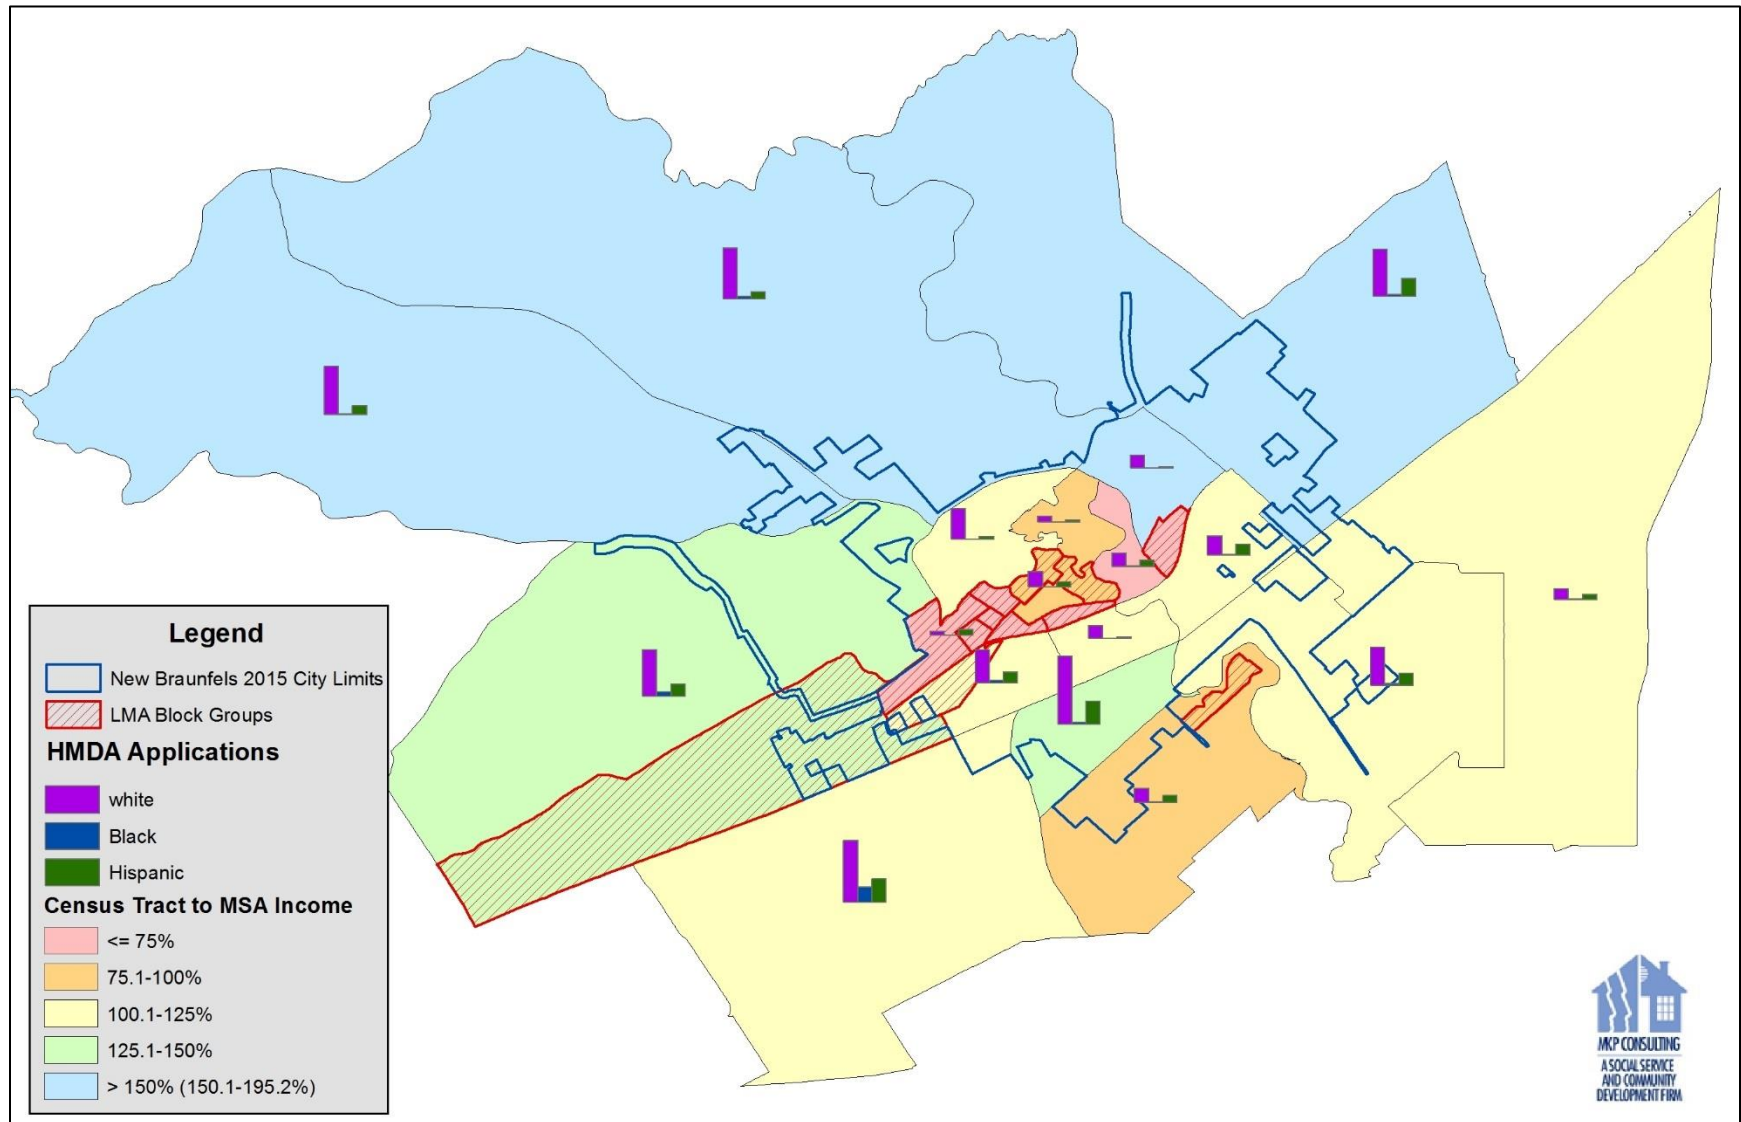 Legend
New Braunfels 2015 City Limits
LMA Block Groups
HMDA Applications
white
Black
Hispanic
Census Tract to MSA Income
<= 75%
75.1-100%
100.1-125%
125.1-150%
> 150% (150.1-195.2%)
MKP CONSULTING
A SOCIAL SERVICE
AND COMMUNITY
DEVELOPMENT FIRM